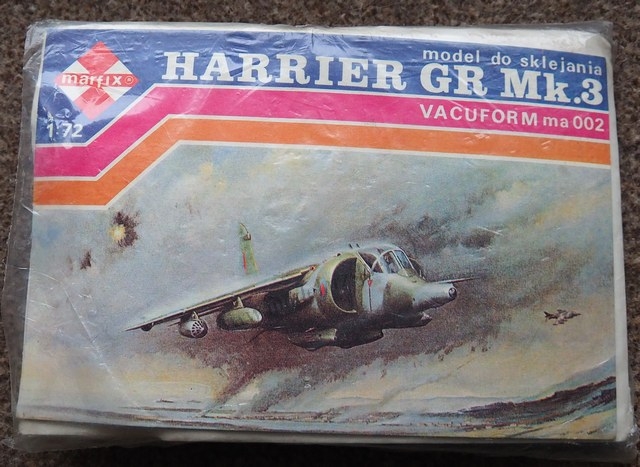 marfix®
model do sklejania
HARRIER GR Mk.3
1:72
VACUFORM ma 002